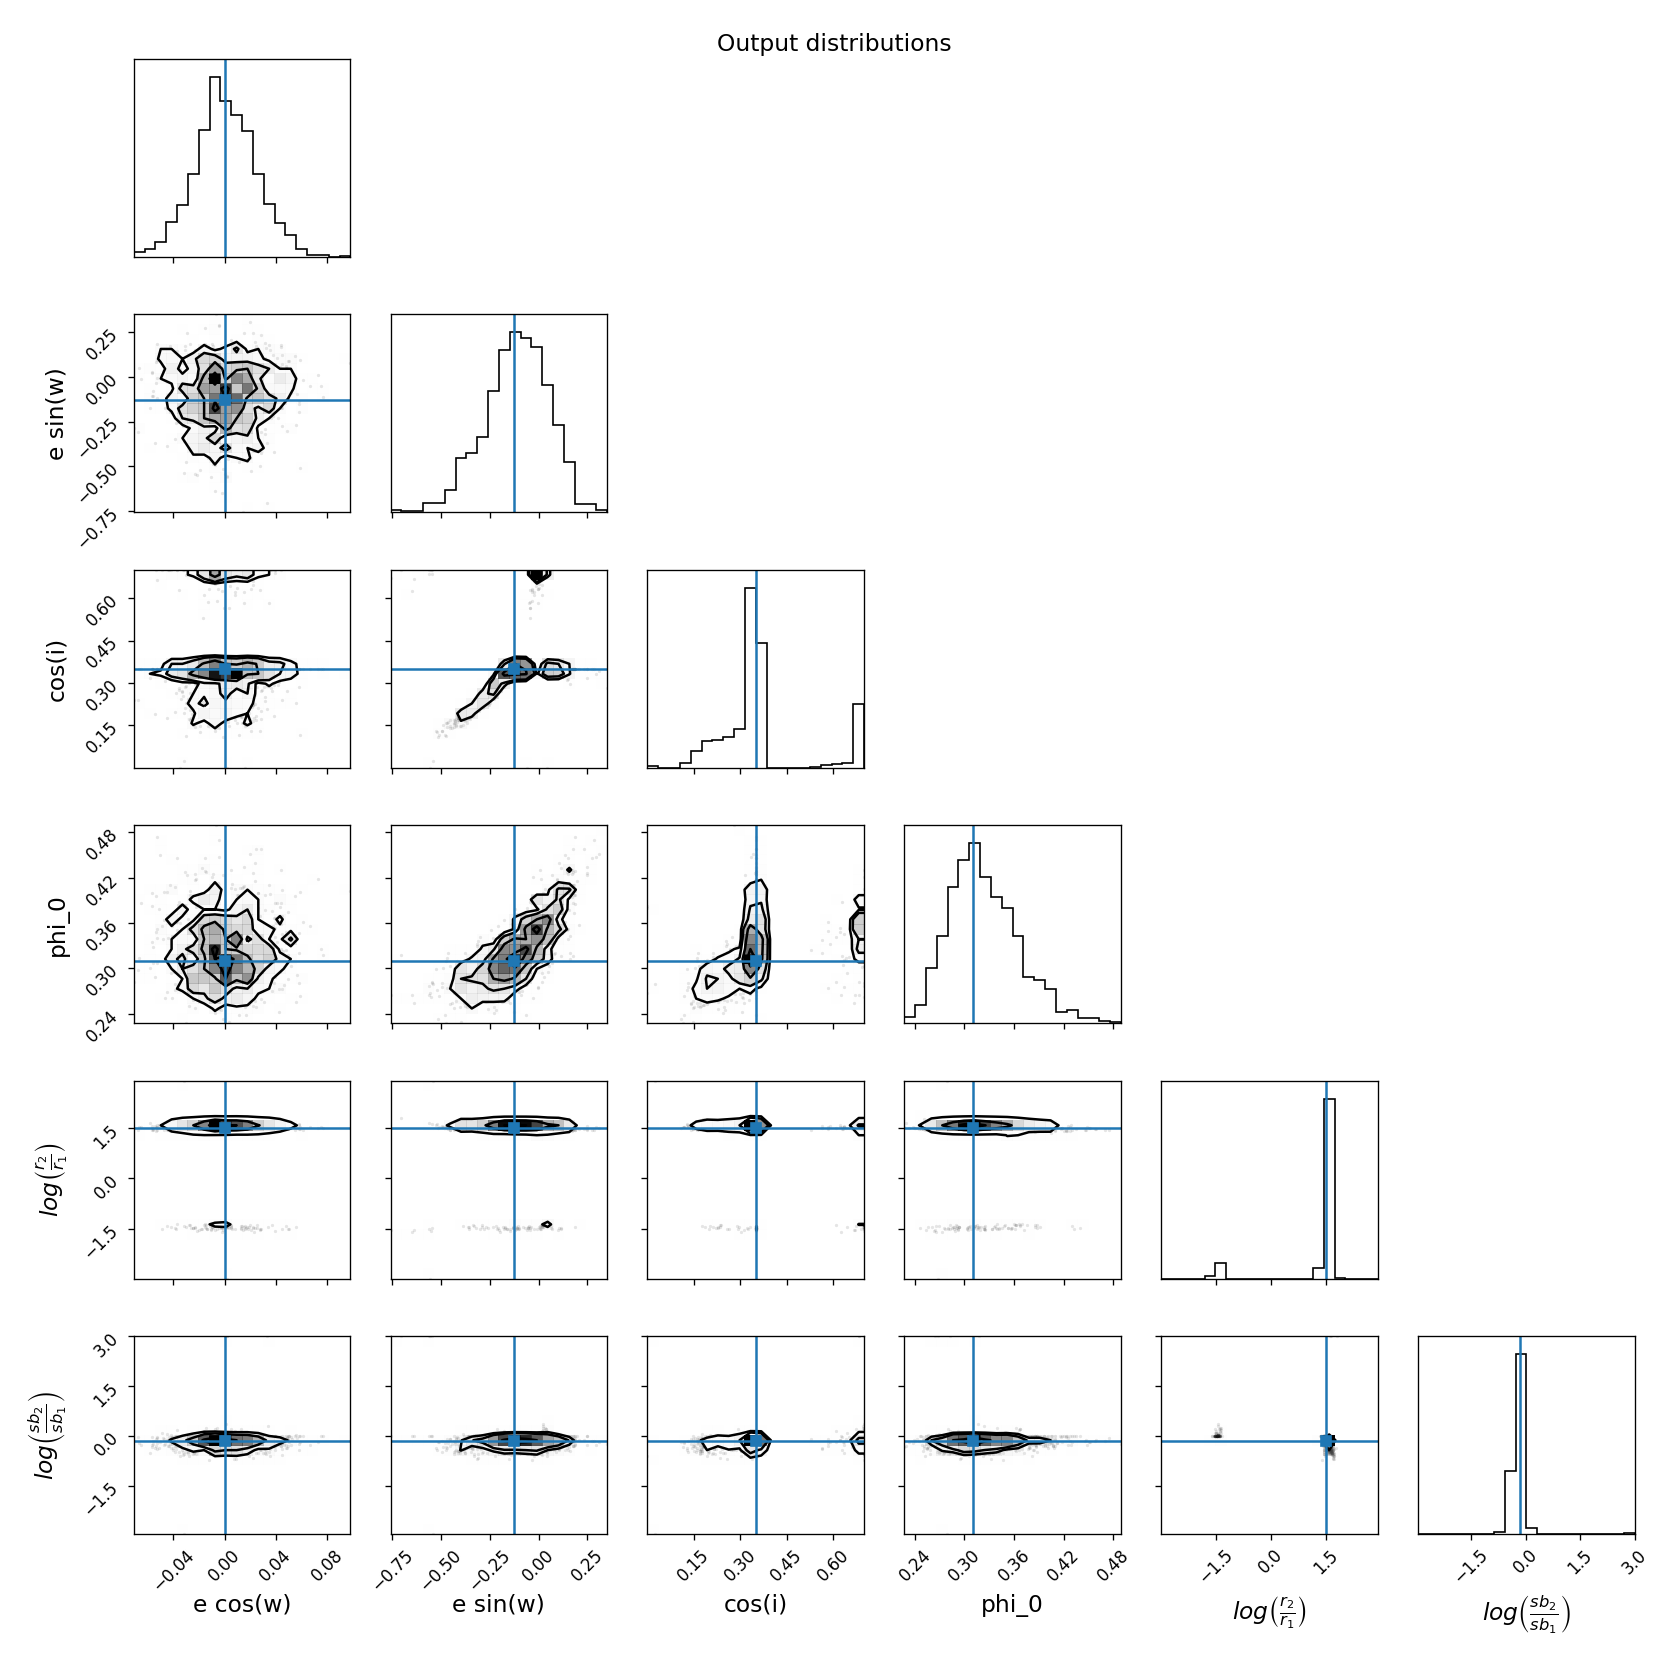 Output distributions
0.25
0.00
−0.25
−0.50
−0.75
e sin(w)
0.60
0.45
0.30
0.15
cos(i)
0.48
0.42
0.36
0.30
0.24
phi_0
1.5
0.0
−1.5
log(r2/r1)
3.0
1.5
0.0
−1.5
log(sb2/sb1)
−0.04 0.00 0.04 0.08
e cos(w)
−0.75 −0.50 −0.25 0.00 0.25
e sin(w)
0.15 0.30 0.45 0.60
cos(i)
0.24 0.30 0.36 0.42 0.48
phi_0
−1.5 0.0 1.5
log(r2/r1)
−1.5 0.0 1.5 3.0
log(sb2/sb1)